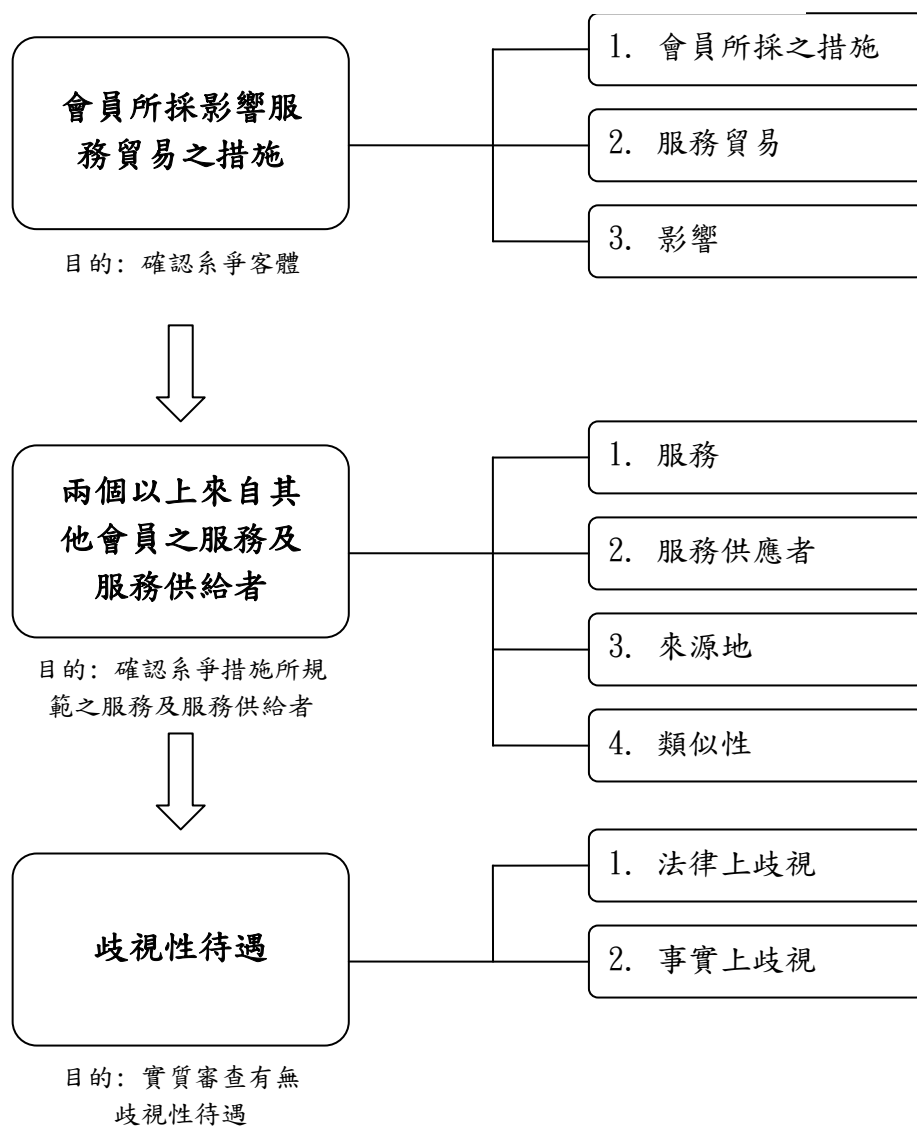 會員所採影響服
務貿易之措施
目的: 確認系爭客體
1. 會員所採之措施
2. 服務貿易
3. 影響
兩個以上來自其
他會員之服務及
服務供給者
目的: 確認系爭措施所規
範之服務及服務供給者
1. 服務
2. 服務供應者
3. 來源地
4. 類似性
歧視性待遇
目的: 實質審查有無
歧視性待遇
1. 法律上歧視
2. 事實上歧視